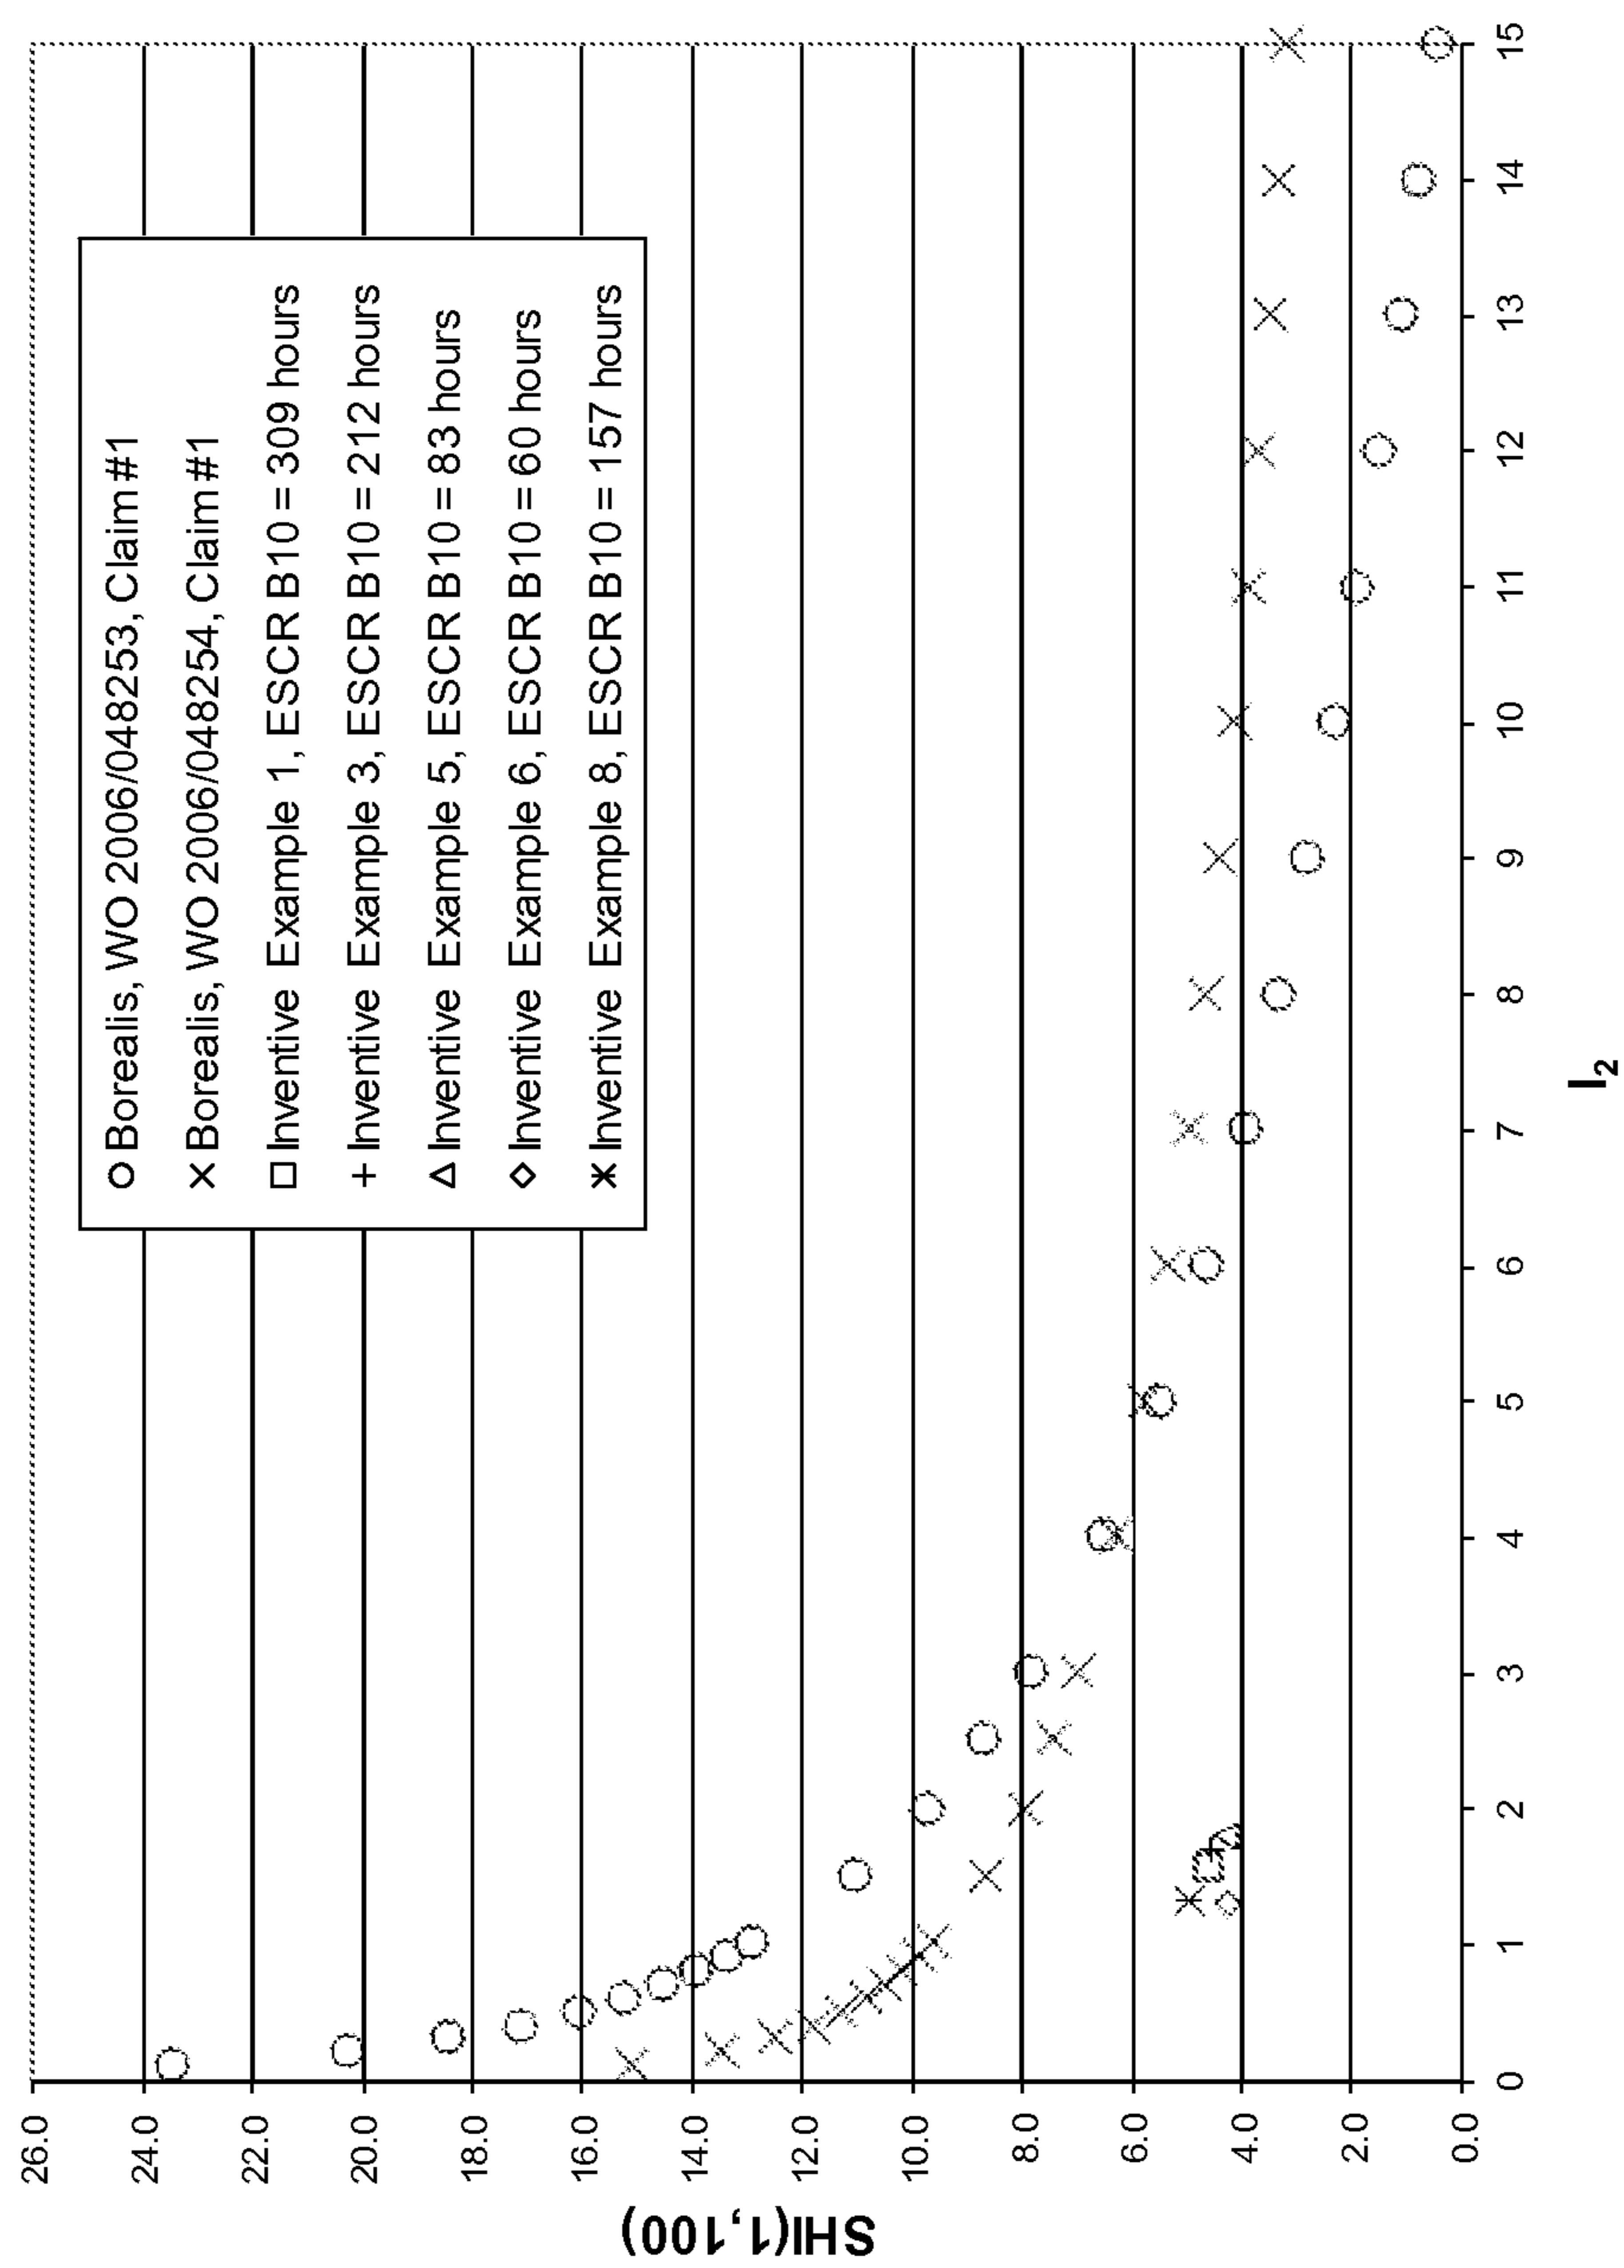 26.0
24.0
22.0
20.0
18.0
16.0
14.0
12.0
10.0
8.0
6.0
4.0
2.0
0.0
SHI(1,100)
Borealis, WO 2006/048253, Claim#1
Borealis, WO 2006/048254, Claim#1
Inventive Example 1, ESCR B10 = 309 hours
Inventive Example 3, ESCR B10 = 212 hours
Inventive Example 5, ESCR B10 = 83 hours
Inventive Example 6, ESCR B10 = 60 hours
Inventive Example 8, ESCR B10 = 157 hours
0 1 2 3 4 5 6 7 8 9 10 11 12 13 14 15
I₂